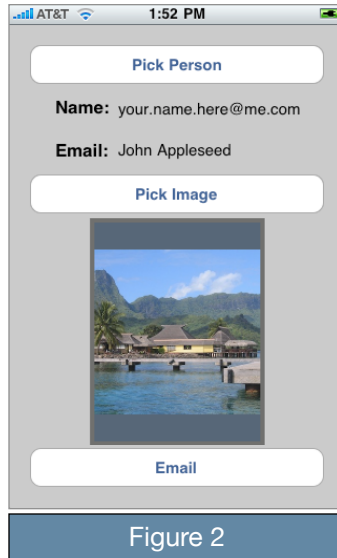 AT&T 1:52 PM
Pick Person
Name: your.name.here@me.com
Email: John Appleseed
Pick Image
Email
Figure 2